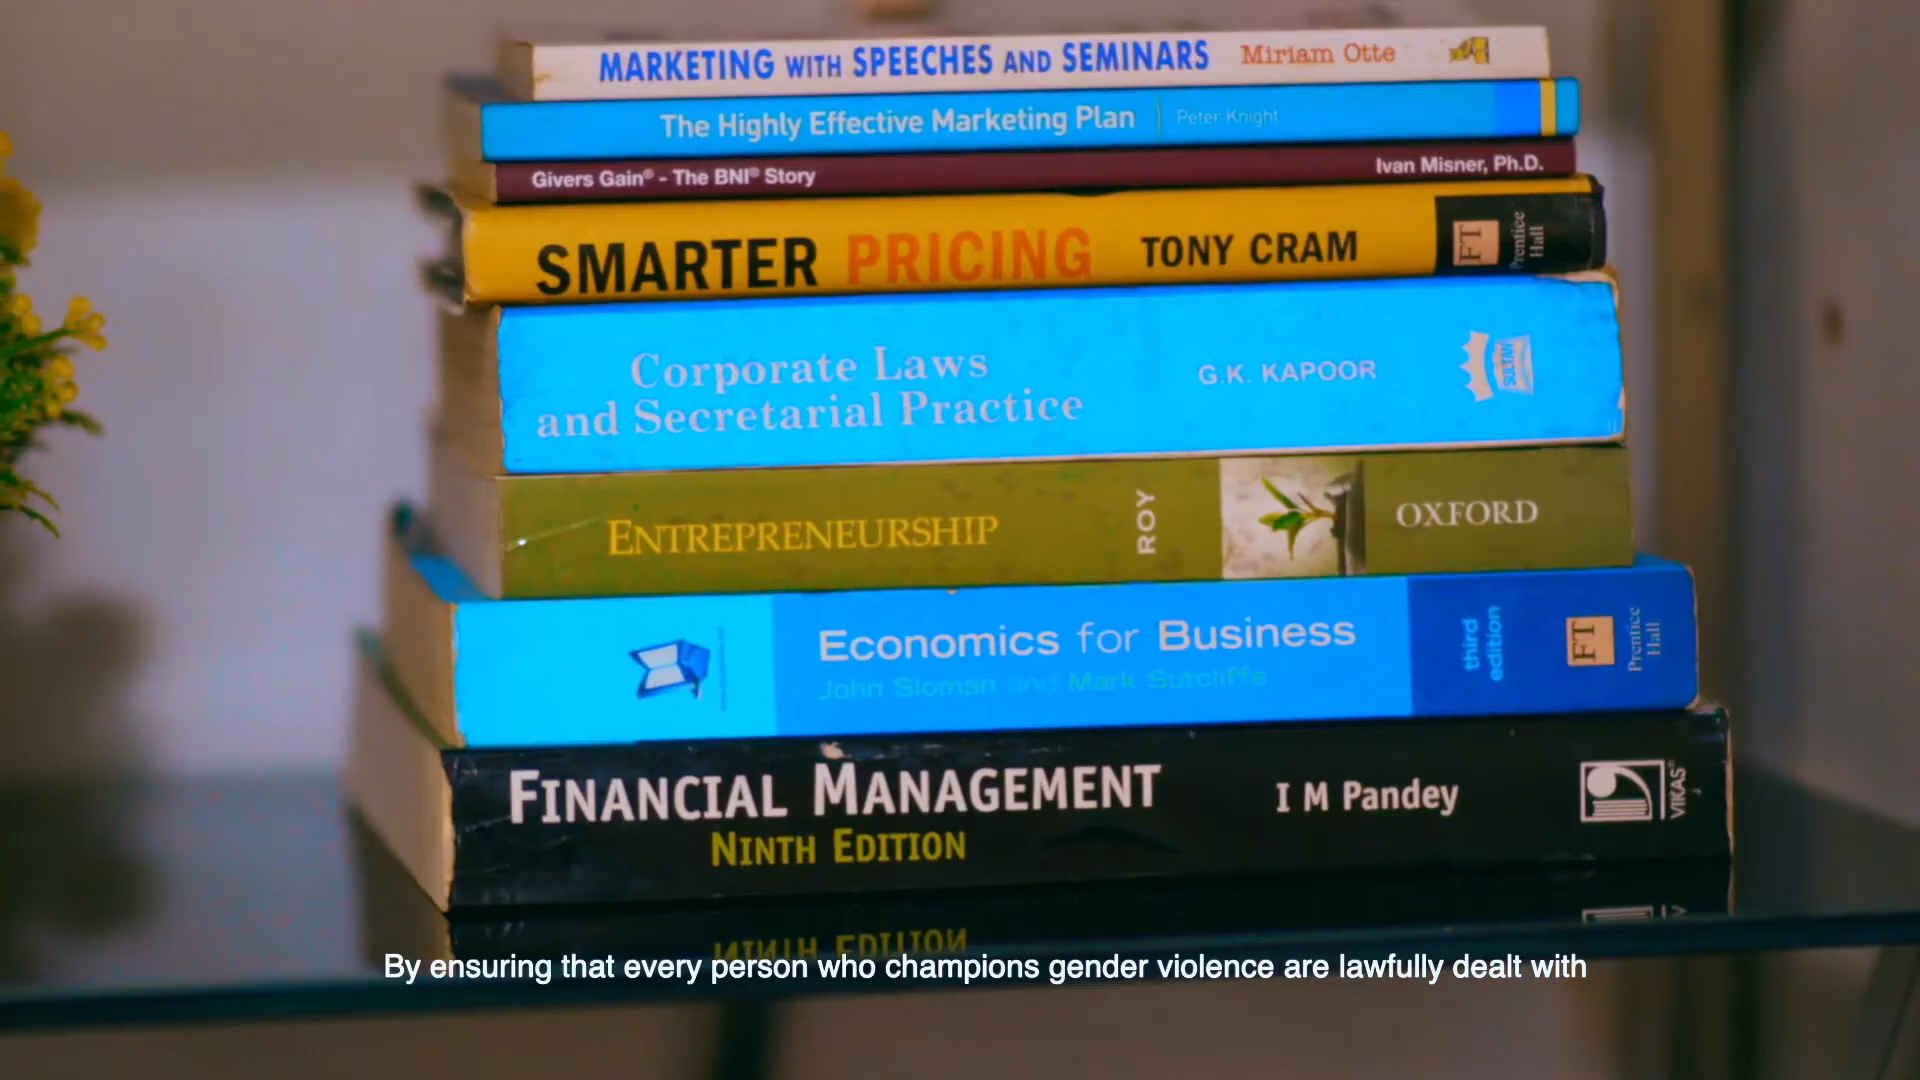 MARKETING WITH SPEECHES AND SEMINARS Miriam Otte
The Highly Effective Marketing Plan Peter Knight
Givers Gain® - The BNI® Story Ivan Misner, Ph.D.
SMARTER PRICING TONY CRAM FT Prentice Hall
Corporate Laws
and Secretarial Practice
G.K. KAPOOR
SULTAN
ENTREPRENEURSHIP ROY OXFORD
Economics for Business
John Sloman and Mark Sutcliffe
third edition
FT Prentice Hall
FINANCIAL MANAGEMENT I M Pandey VIKAS®
NINTH EDITION
NINTH EDITION
By ensuring that every person who champions gender violence are lawfully dealt with